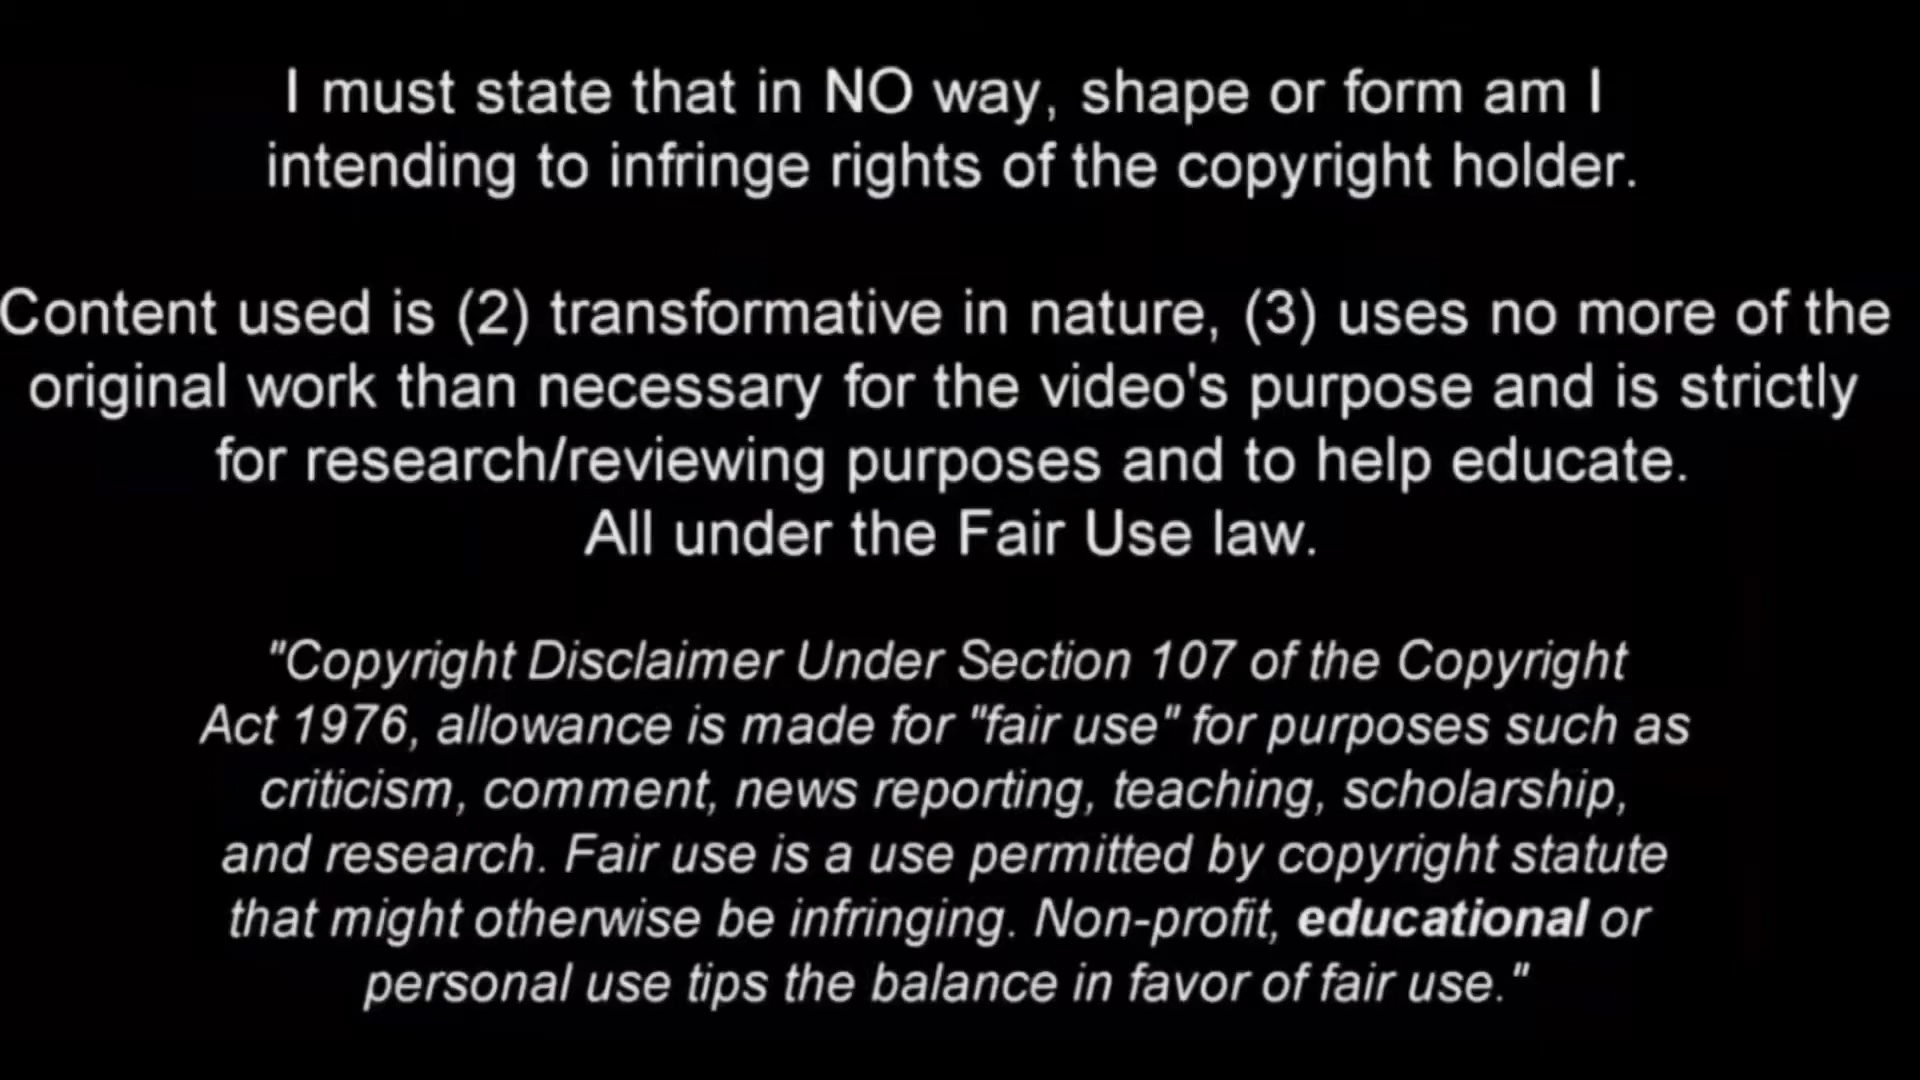 I must state that in NO way, shape or form am I
intending to infringe rights of the copyright holder.
Content used is (2) transformative in nature, (3) uses no more of the
original work than necessary for the video's purpose and is strictly
for research/reviewing purposes and to help educate.
All under the Fair Use law.
"Copyright Disclaimer Under Section 107 of the Copyright
Act 1976, allowance is made for "fair use" for purposes such as
criticism, comment, news reporting, teaching, scholarship,
and research. Fair use is a use permitted by copyright statute
that might otherwise be infringing. Non-profit, educational or
personal use tips the balance in favor of fair use."